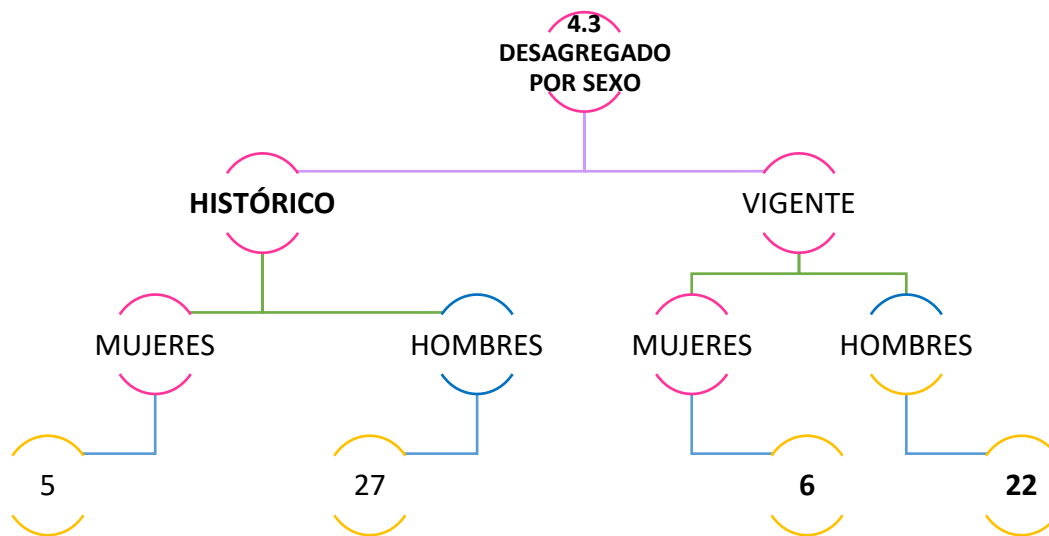 4.3
DESAGREGADO
POR SEXO
HISTÓRICO
VIGENTE
MUJERES
HOMBRES
MUJERES
HOMBRES
5
27
6
22